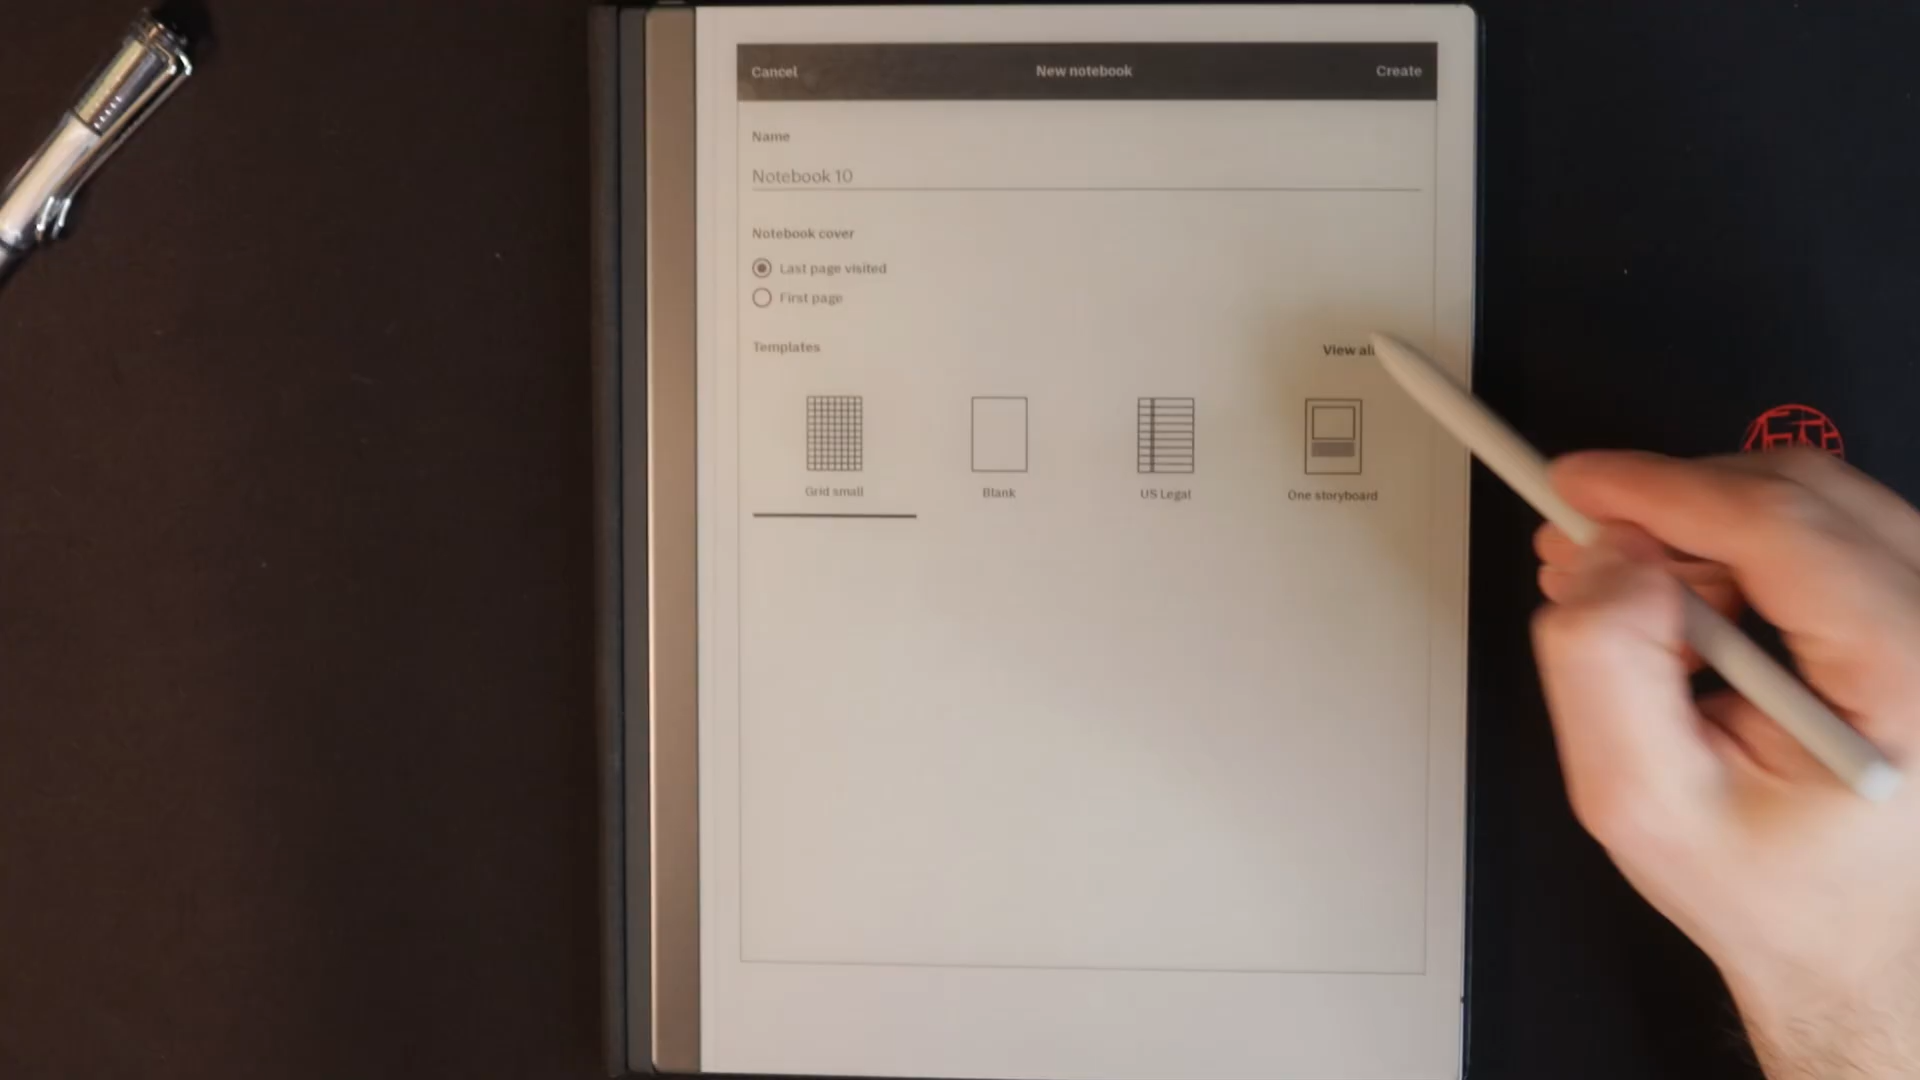 Cancel New notebook Create
Name
Notebook 10
Notebook cover
Last page visited
First page
Templates View all
Grid small Blank US Legal One storyboard